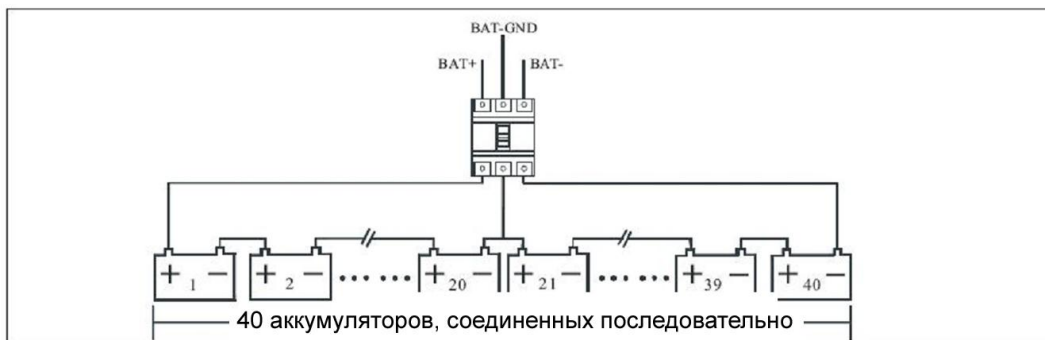 BAT-GND
BAT+ BAT-
+ 1 − + 2 − + 20 − + 21 − + 39 − + 40 −
40 аккумуляторов, соединенных последовательно